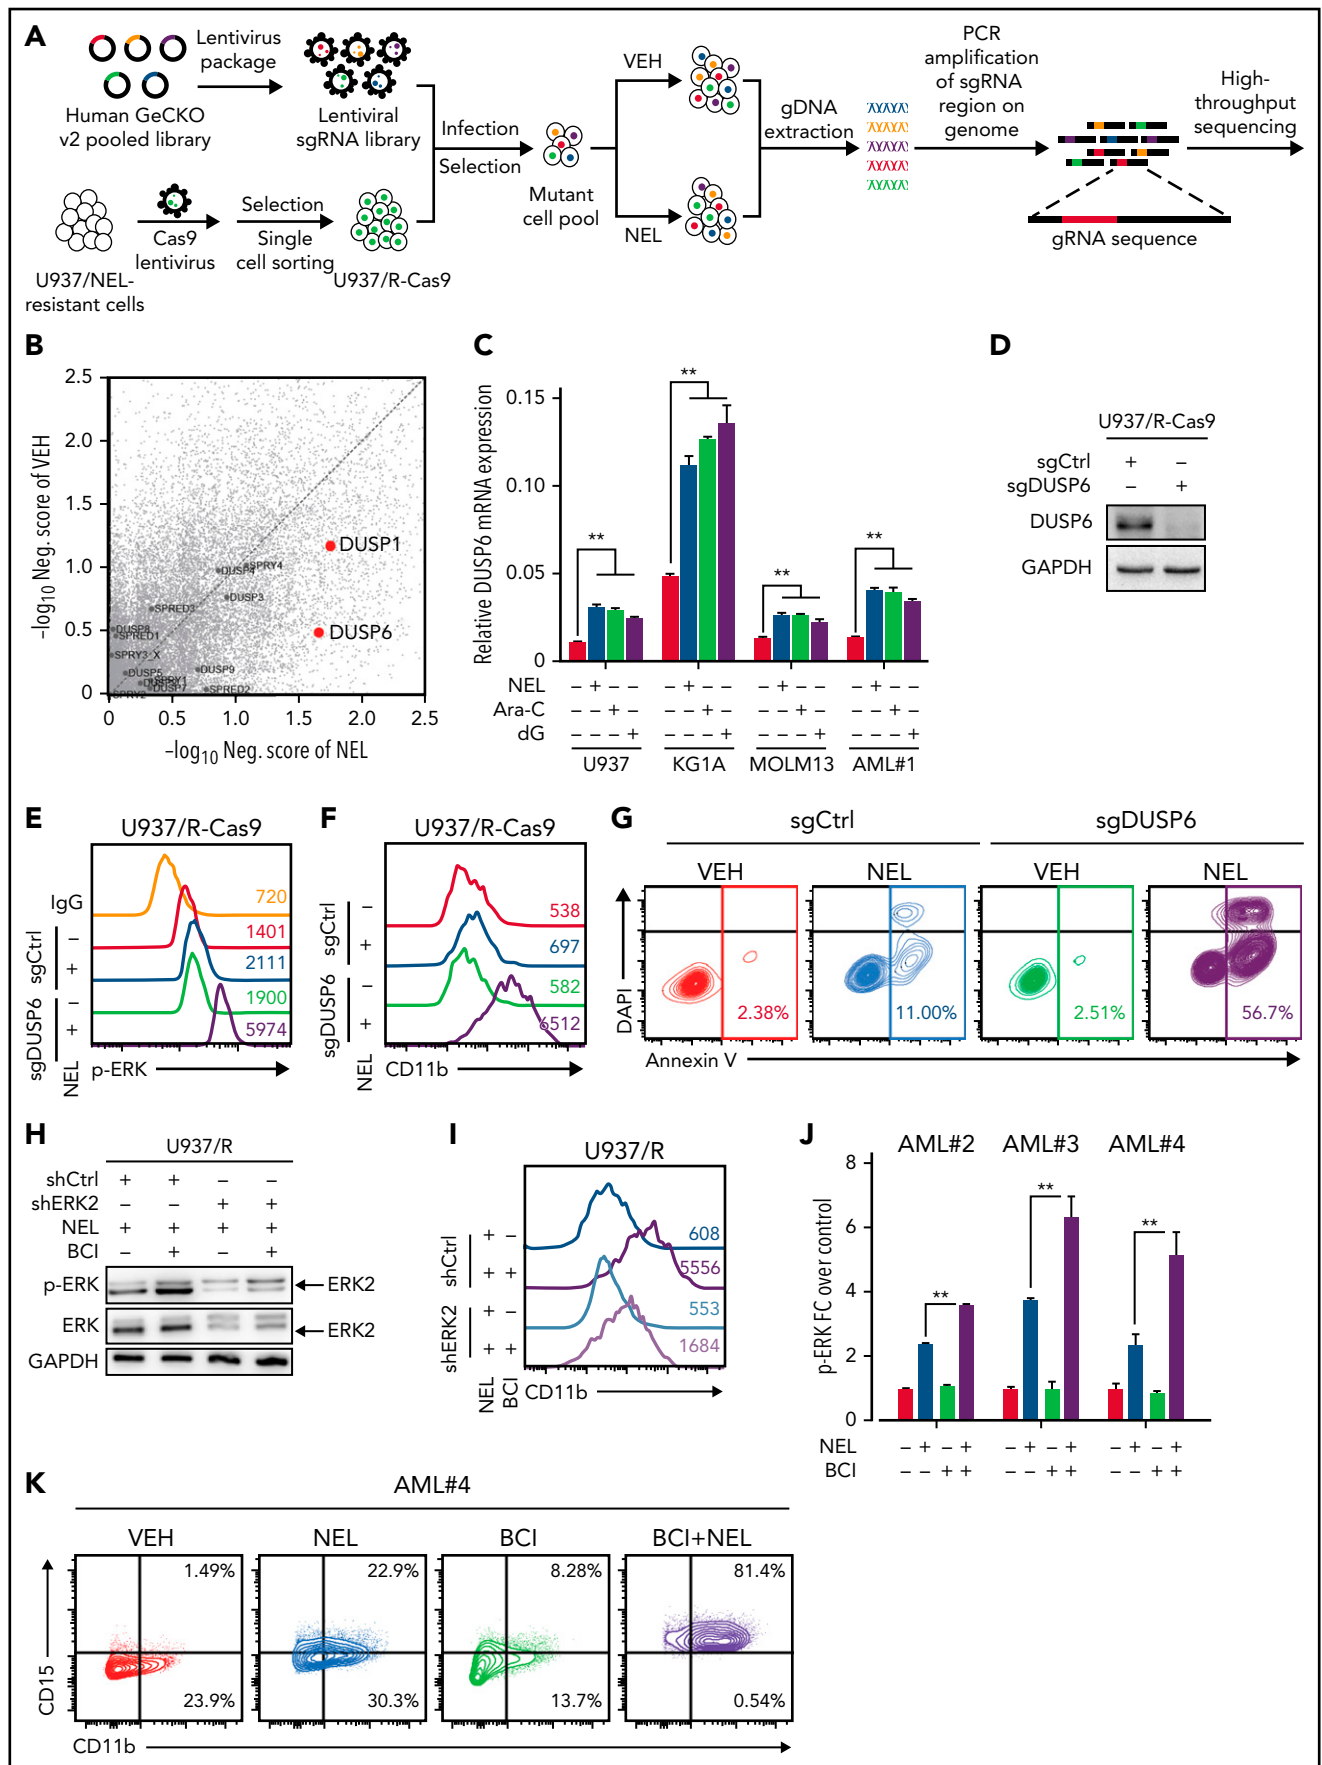 A
Human GeCKO
v2 pooled library
Lentivirus
package
Lentiviral
sgRNA library
U937/NEL-
resistant cells
Cas9
lentivirus
Selection
Single
cell sorting
U937/R-Cas9
Infection
Selection
Mutant
cell pool
VEH
NEL
gDNA
extraction
PCR
amplification
of sgRNA
region on
genome
High-
throughput
sequencing
gRNA sequence
B
–log10 Neg. score of VEH
2.5
2.0
1.5
1.0
0.5
0
0 0.5 1.0 1.5 2.0 2.5
–log10 Neg. score of NEL
DUSP1
DUSP6
DUSP4
SPRY4
DUSP3
SPRED3
DUSP8
SPRED1
SPRY3
X
DUSP5
DUSP9
SPRY1
DUSP7
SPRED2
SPRY2
C
Relative DUSP6 mRNA expression
0.15
0.10
0.05
0
** ** ** **
NEL – + – – – + – – – + – – – + – –
Ara-C – – + – – – + – – – + – – – + –
dG – – – + – – – + – – – + – – – +
U937 KG1A MOLM13 AML#1
D
U937/R-Cas9
sgCtrl + –
sgDUSP6 – +
DUSP6
GAPDH
E
U937/R-Cas9
IgG
sgCtrl – +
sgDUSP6 – +
NEL
720
1401
2111
1900
5974
p-ERK
F
U937/R-Cas9
sgCtrl – +
sgDUSP6 – +
NEL
538
697
582
6512
CD11b
G
sgCtrl sgDUSP6
VEH NEL VEH NEL
2.38% 11.00% 2.51% 56.7%
DAPI
Annexin V
H
U937/R
shCtrl + + – –
shERK2 – – + +
NEL + + + +
BCI – + – +
p-ERK ERK2
ERK ERK2
GAPDH
I
U937/R
shCtrl
shERK2
+ – 608
+ + 5556
+ – 553
+ + 1684
NEL
BCI
CD11b
J
AML#2 AML#3 AML#4
p-ERK FC over control
8
6
4
2
0
** ** **
NEL – + – + – + – + – + – +
BCI – – + + – – + + – – + +
K
AML#4
VEH NEL BCI BCI+NEL
1.49% 22.9% 8.28% 81.4%
23.9% 30.3% 13.7% 0.54%
CD15
CD11b